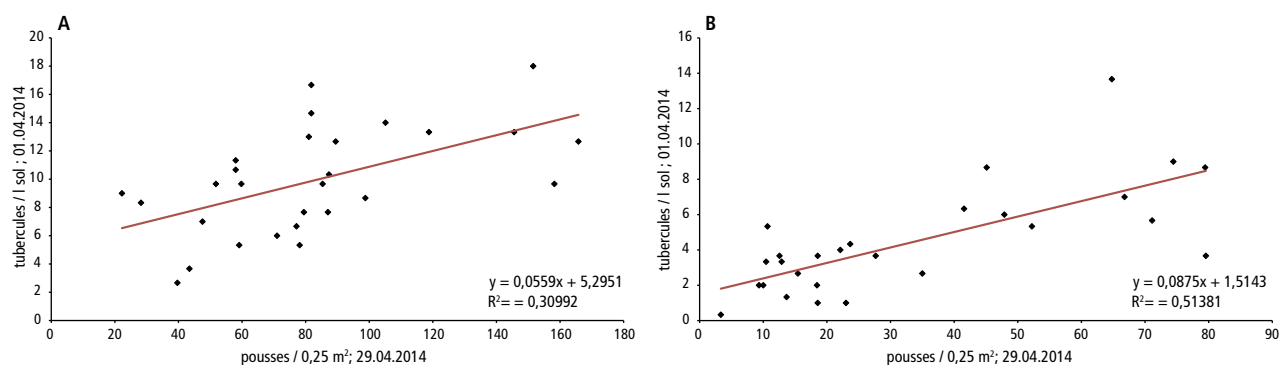 A
tubercules / l sol ; 01.04.2014
20
18
16
14
12
10
8
6
4
2
0
0 20 40 60 80 100 120 140 160 180
y = 0,0559x + 5,2951
R²= = 0,30992
pousses / 0,25 m²; 29.04.2014
B
tubercules / l sol ; 01.04.2014
16
14
12
10
8
6
4
2
0
0 10 20 30 40 50 60 70 80 90
y = 0,0875x + 1,5143
R²= = 0,51381
pousses / 0,25 m²; 29.04.2014